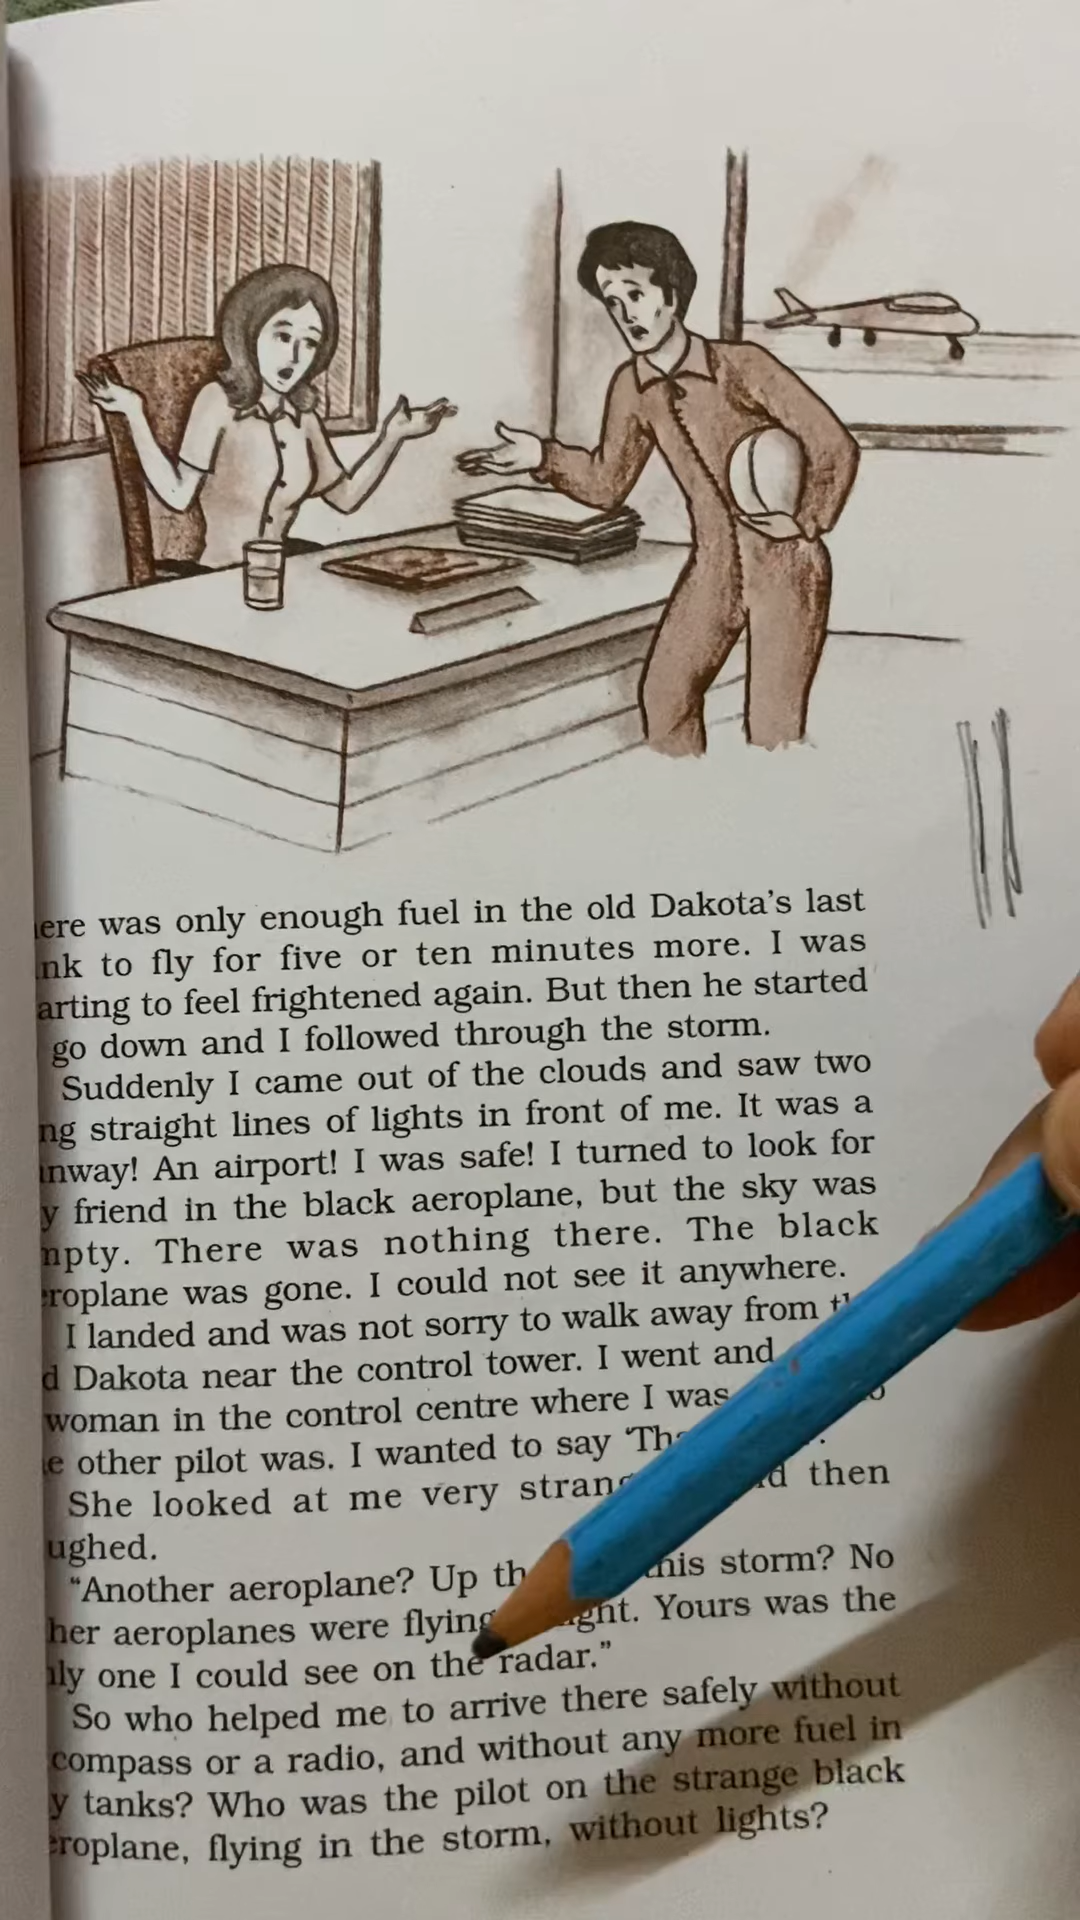 ere was only enough fuel in the old Dakota's last
nk to fly for five or ten minutes more. I was
arting to feel frightened again. But then he started
go down and I followed through the storm.
Suddenly I came out of the clouds and saw two
ng straight lines of lights in front of me. It was a
nway! An airport! I was safe! I turned to look for
y friend in the black aeroplane, but the sky was
npty. There was nothing there. The black
roplane was gone. I could not see it anywhere.
I landed and was not sorry to walk away from
d Dakota near the control tower. I went and
woman in the control centre where I was
e other pilot was. I wanted to say
She looked at me very then
ughed.
“Another aeroplane? Up this storm? No
her aeroplanes were flying Yours was the
ly one I could see on the radar.”
So who helped me to arrive there safely without
compass or a radio, and without any more fuel in
y tanks? Who was the pilot on the strange black
roplane, flying in the storm, without lights?